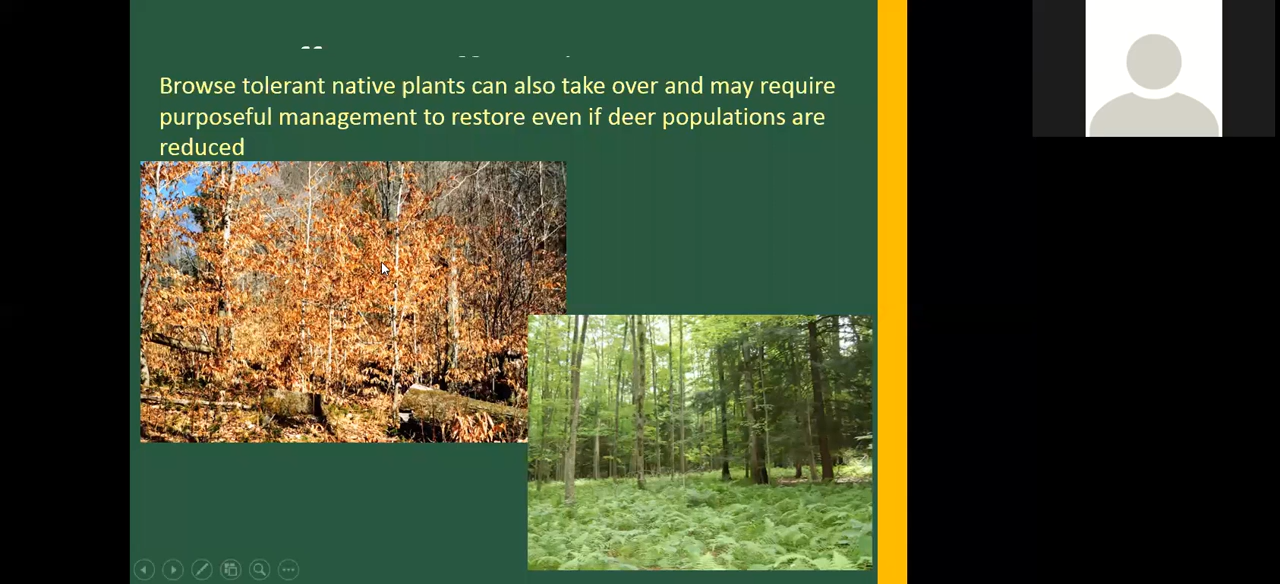 Browse tolerant native plants can also take over and may require
purposeful management to restore even if deer populations are
reduced